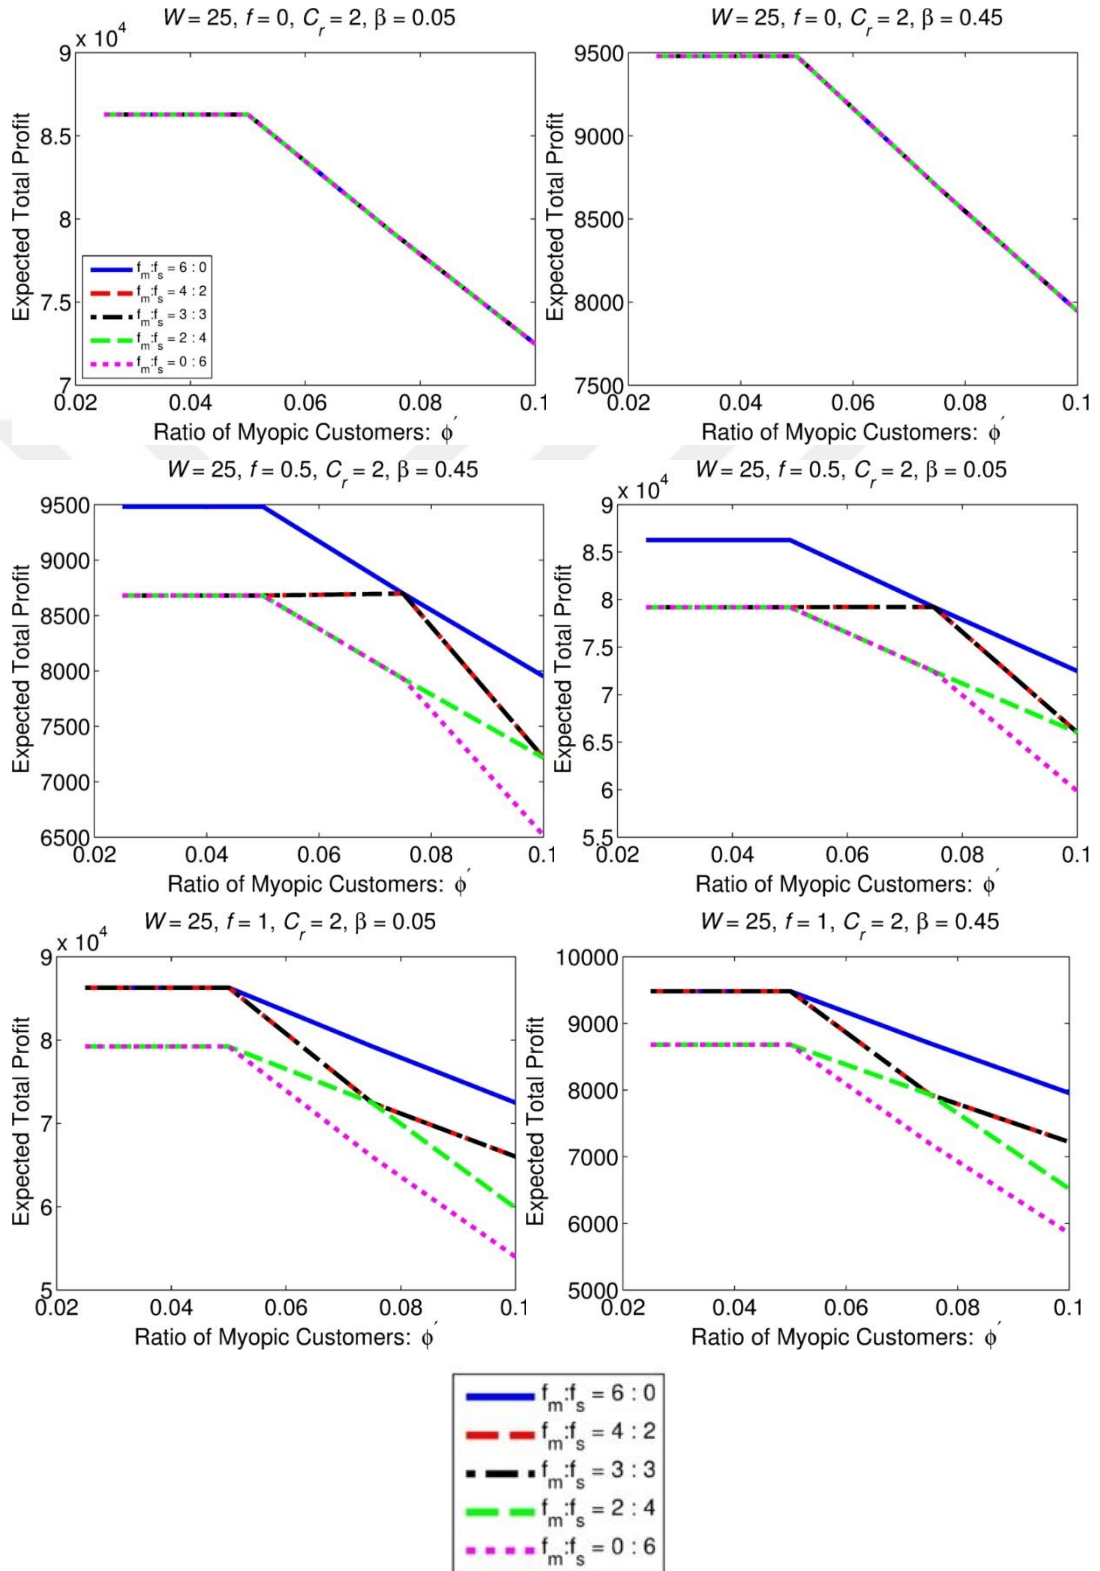 W = 25, f = 0, C_r = 2, β = 0.05
x 10^4
Expected Total Profit
9
8.5
8
7.5
7
f_m:f_s = 6 : 0
f_m:f_s = 4 : 2
f_m:f_s = 3 : 3
f_m:f_s = 2 : 4
f_m:f_s = 0 : 6
0.02 0.04 0.06 0.08 0.1
Ratio of Myopic Customers: ϕ′
W = 25, f = 0, C_r = 2, β = 0.45
Expected Total Profit
9500
9000
8500
8000
7500
0.02 0.04 0.06 0.08 0.1
Ratio of Myopic Customers: ϕ′
W = 25, f = 0.5, C_r = 2, β = 0.45
Expected Total Profit
9500
9000
8500
8000
7500
7000
6500
0.02 0.04 0.06 0.08 0.1
Ratio of Myopic Customers: ϕ′
W = 25, f = 0.5, C_r = 2, β = 0.05
x 10^4
Expected Total Profit
9
8.5
8
7.5
7
6.5
6
5.5
0.02 0.04 0.06 0.08 0.1
Ratio of Myopic Customers: ϕ′
W = 25, f = 1, C_r = 2, β = 0.05
x 10^4
Expected Total Profit
9
8
7
6
5
0.02 0.04 0.06 0.08 0.1
Ratio of Myopic Customers: ϕ′
W = 25, f = 1, C_r = 2, β = 0.45
Expected Total Profit
10000
9000
8000
7000
6000
5000
0.02 0.04 0.06 0.08 0.1
Ratio of Myopic Customers: ϕ′
f_m:f_s = 6 : 0
f_m:f_s = 4 : 2
f_m:f_s = 3 : 3
f_m:f_s = 2 : 4
f_m:f_s = 0 : 6